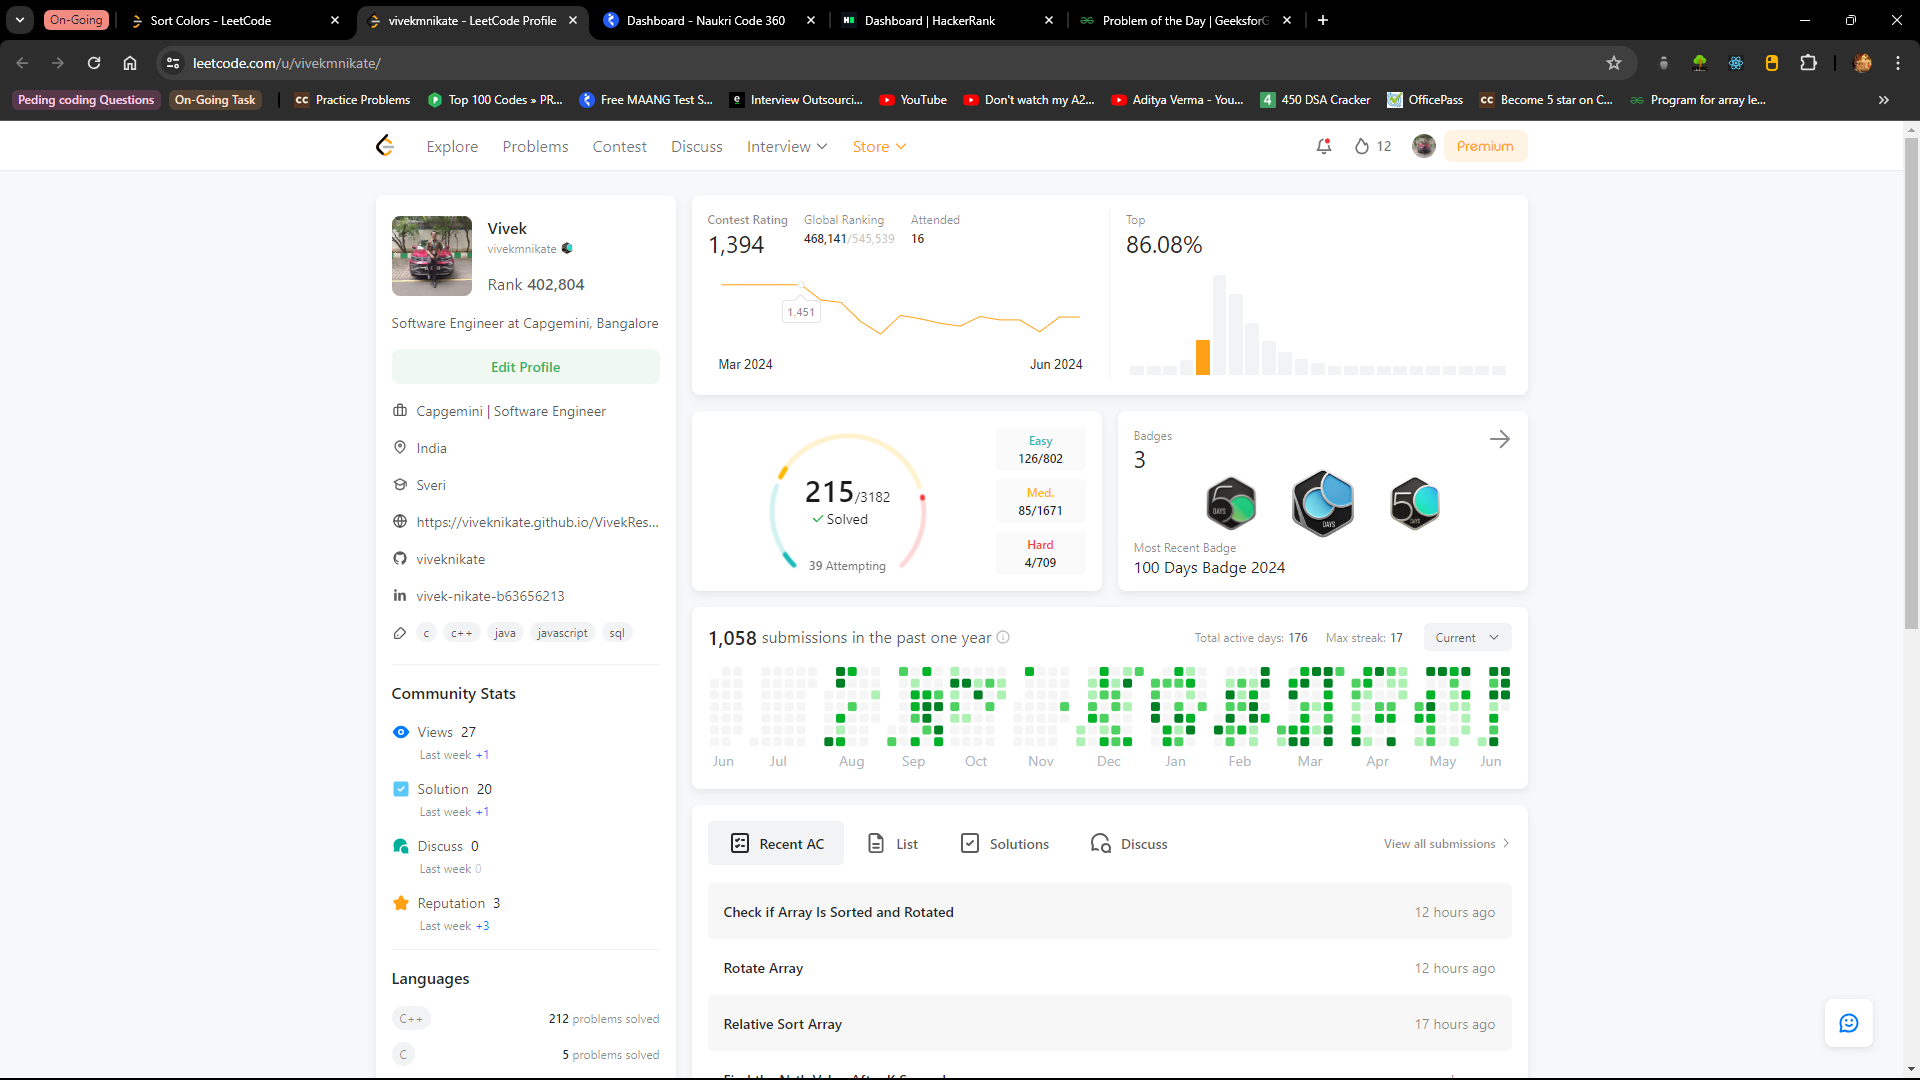 On-Going
Sort Colors - LeetCode
vivekmnikate - LeetCode Profile
Dashboard - Naukri Code 360
Dashboard | HackerRank
Problem of the Day | GeeksforG
leetcode.com/u/vivekmnikate/
Peding coding Questions
On-Going Task
Practice Problems
Top 100 Codes » PR...
Free MAANG Test S...
Interview Outsourci...
YouTube
Don't watch my A2...
Aditya Verma - You...
450 DSA Cracker
OfficePass
Become 5 star on C...
Program for array le...
Explore
Problems
Contest
Discuss
Interview
Store
12
Premium
Vivek
vivekmnikate
Rank 402,804
Software Engineer at Capgemini, Bangalore
Edit Profile
Capgemini | Software Engineer
India
Sveri
https://viveknikate.github.io/VivekRes...
viveknikate
vivek-nikate-b63656213
c
c++
java
javascript
sql
Community Stats
Views 27
Last week +1
Solution 20
Last week +1
Discuss 0
Last week 0
Reputation 3
Last week +3
Languages
C++
212 problems solved
C
5 problems solved
Contest Rating
1,394
Global Ranking
468,141/545,539
Attended
16
1,451
Mar 2024
Jun 2024
Top
86.08%
215/3182
Solved
39 Attempting
Easy
126/802
Med.
85/1671
Hard
4/709
Badges
3
50
DAYS
DAYS
50
DAYS
Most Recent Badge
100 Days Badge 2024
1,058 submissions in the past one year
Total active days: 176
Max streak: 17
Current
Jun
Jul
Aug
Sep
Oct
Nov
Dec
Jan
Feb
Mar
Apr
May
Jun
Recent AC
List
Solutions
Discuss
View all submissions
Check if Array Is Sorted and Rotated
12 hours ago
Rotate Array
12 hours ago
Relative Sort Array
17 hours ago